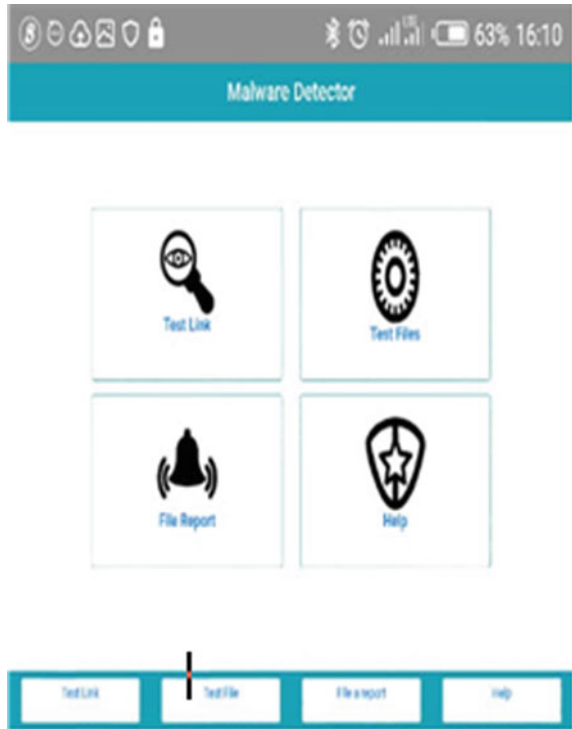 63% 16:10
Malware Detector
Test Link
Test Files
File Report
Help
Test Link
Test File
File a report
Help